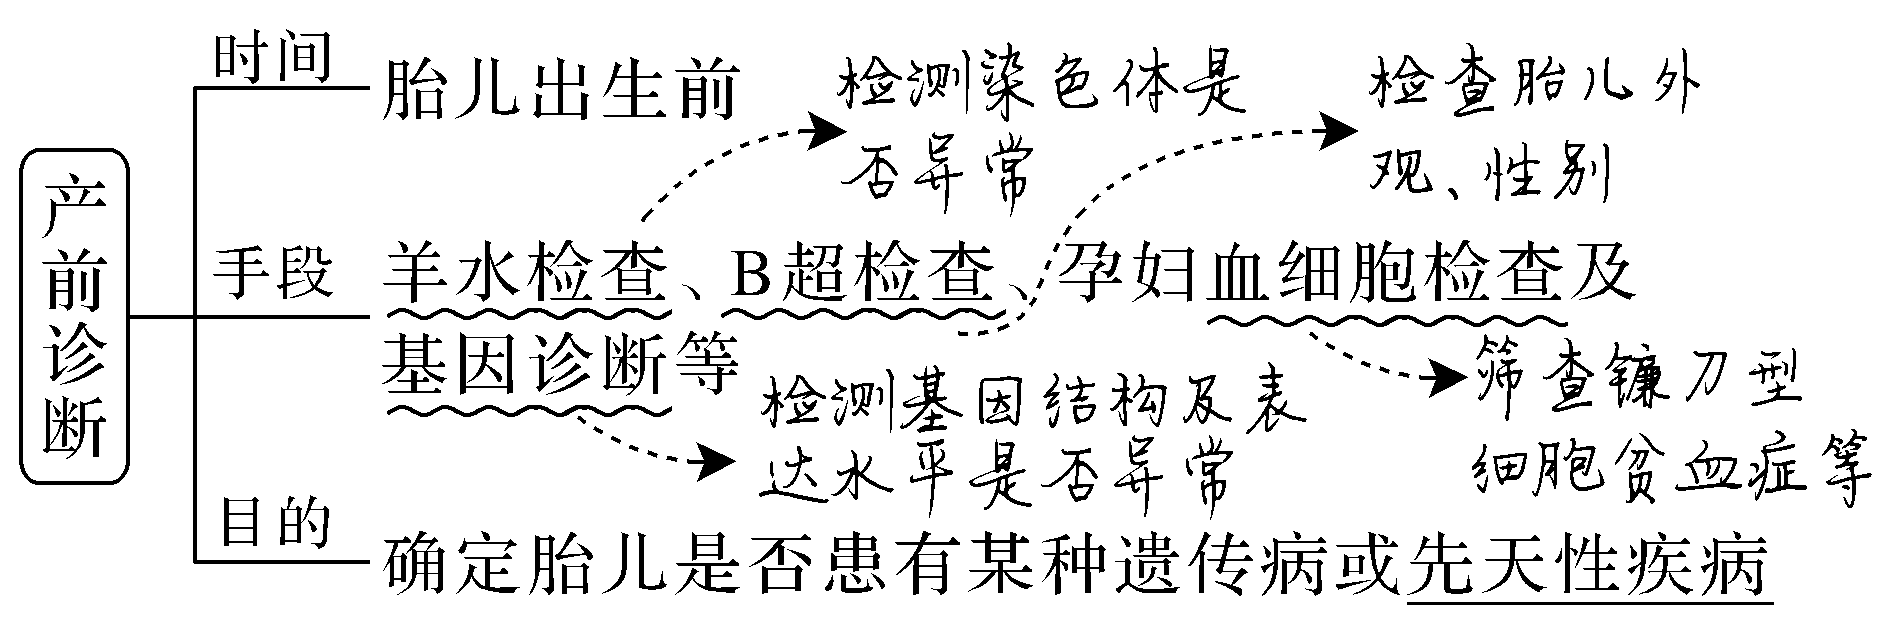 产前诊断
时间
胎儿出生前
检测染色体是
否异常
检查胎儿外
观、性别
手段
羊水检查、B超检查、孕妇血细胞检查及
基因诊断等
检测基因结构及表
达水平是否异常
筛查镰刀型
细胞贫血症等
目的
确定胎儿是否患有某种遗传病或先天性疾病